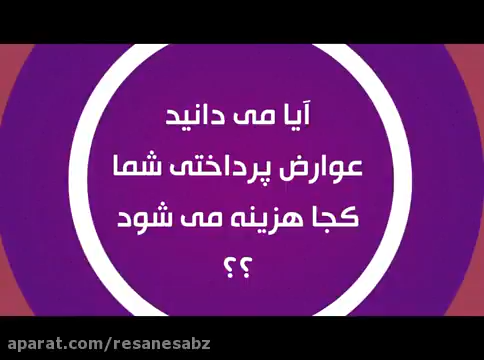 آیا می دانید
عوارض پرداختی شما
کجا هزینه می شود
؟؟
aparat.com/resanesabz